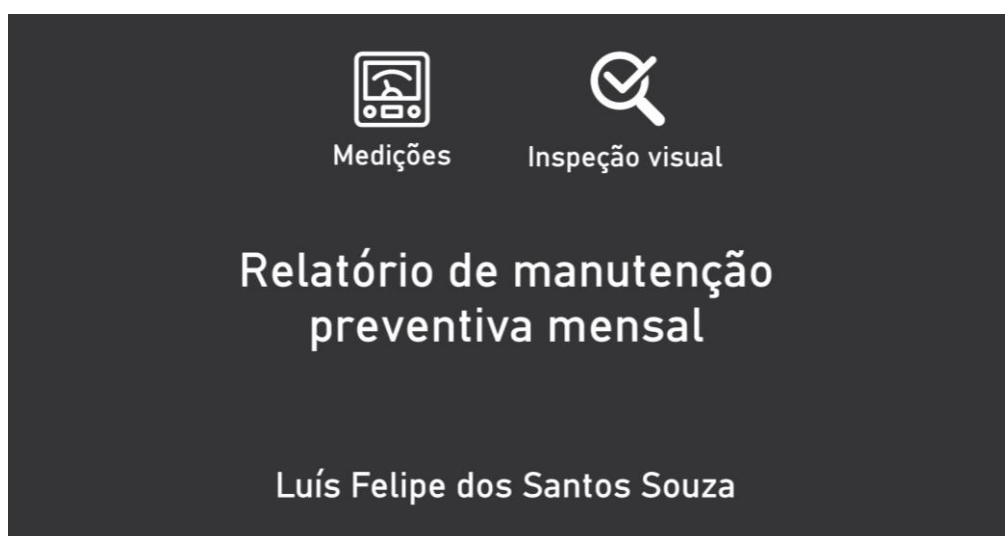 Medições
Inspeção visual
Relatório de manutenção
preventiva mensal
Luís Felipe dos Santos Souza